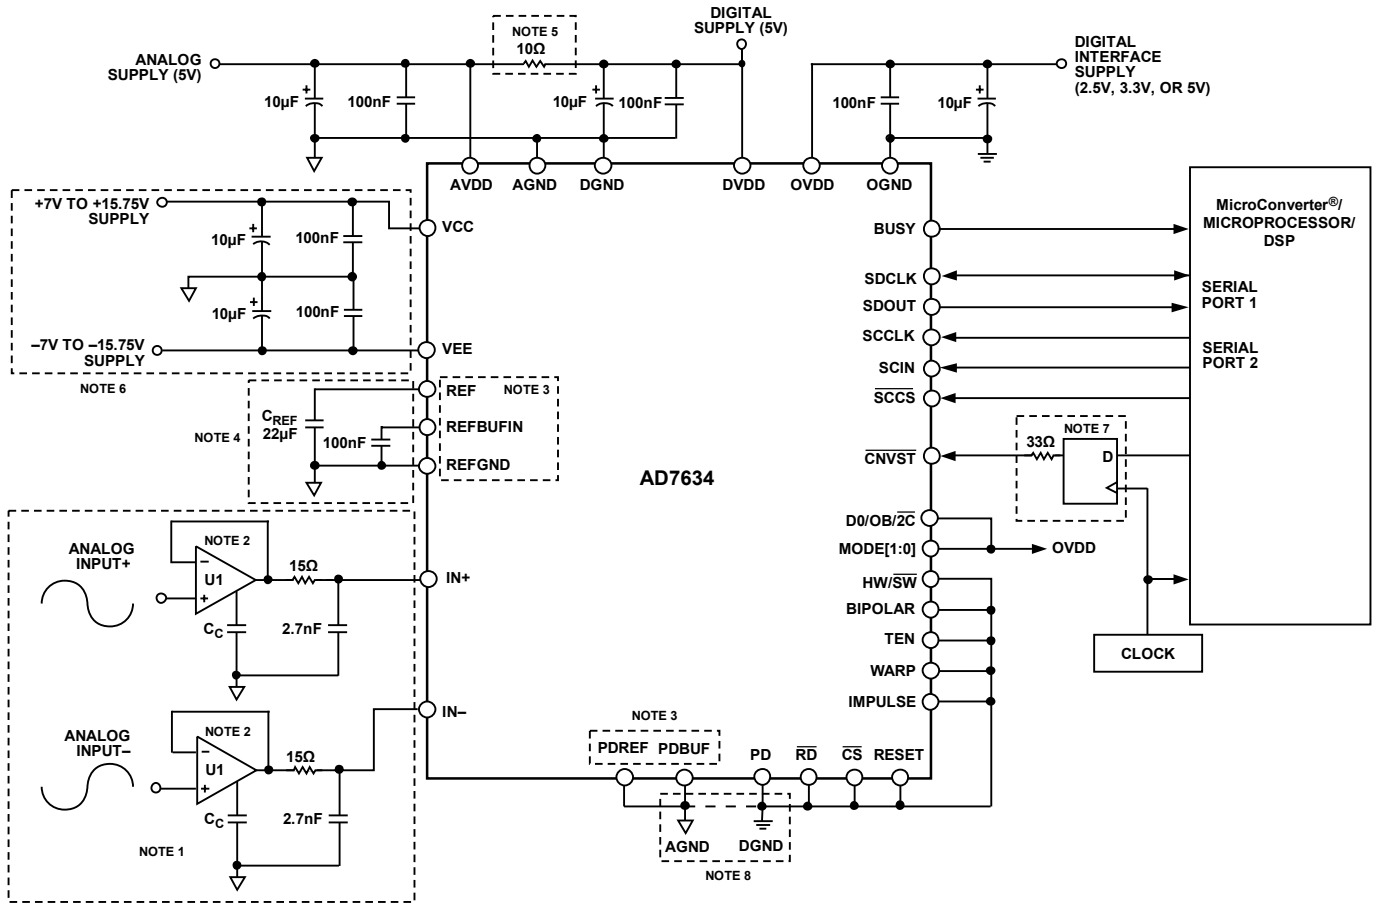 DIGITAL
SUPPLY (5V)
NOTE 5
10Ω
ANALOG
SUPPLY (5V)
DIGITAL
INTERFACE
SUPPLY
(2.5V, 3.3V, OR 5V)
+
10µF
100nF
+
10µF
100nF
100nF
+
10µF
AVDD
AGND
DGND
DVDD
OVDD
OGND
+7V TO +15.75V
SUPPLY
+
10µF
100nF
+
10µF
100nF
–7V TO –15.75V
SUPPLY
NOTE 6
VCC
VEE
REF
NOTE 3
REFBUFIN
REFGND
CREF
22µF
NOTE 4
100nF
AD7634
BUSY
SDCLK
SDOUT
SCCLK
SCIN
SCCS
CNVST
D0/OB/2C
MODE[1:0]
HW/SW
BIPOLAR
TEN
WARP
IMPULSE
MicroConverter®/
MICROPROCESSOR/
DSP
SERIAL
PORT 1
SERIAL
PORT 2
NOTE 7
33Ω
D
OVDD
CLOCK
ANALOG
INPUT+
NOTE 2
–
U1
+
15Ω
CC
2.7nF
IN+
ANALOG
INPUT–
NOTE 2
–
U1
+
15Ω
CC
2.7nF
IN–
NOTE 1
NOTE 3
PDREF
PDBUF
PD
RD
CS
RESET
AGND
DGND
NOTE 8